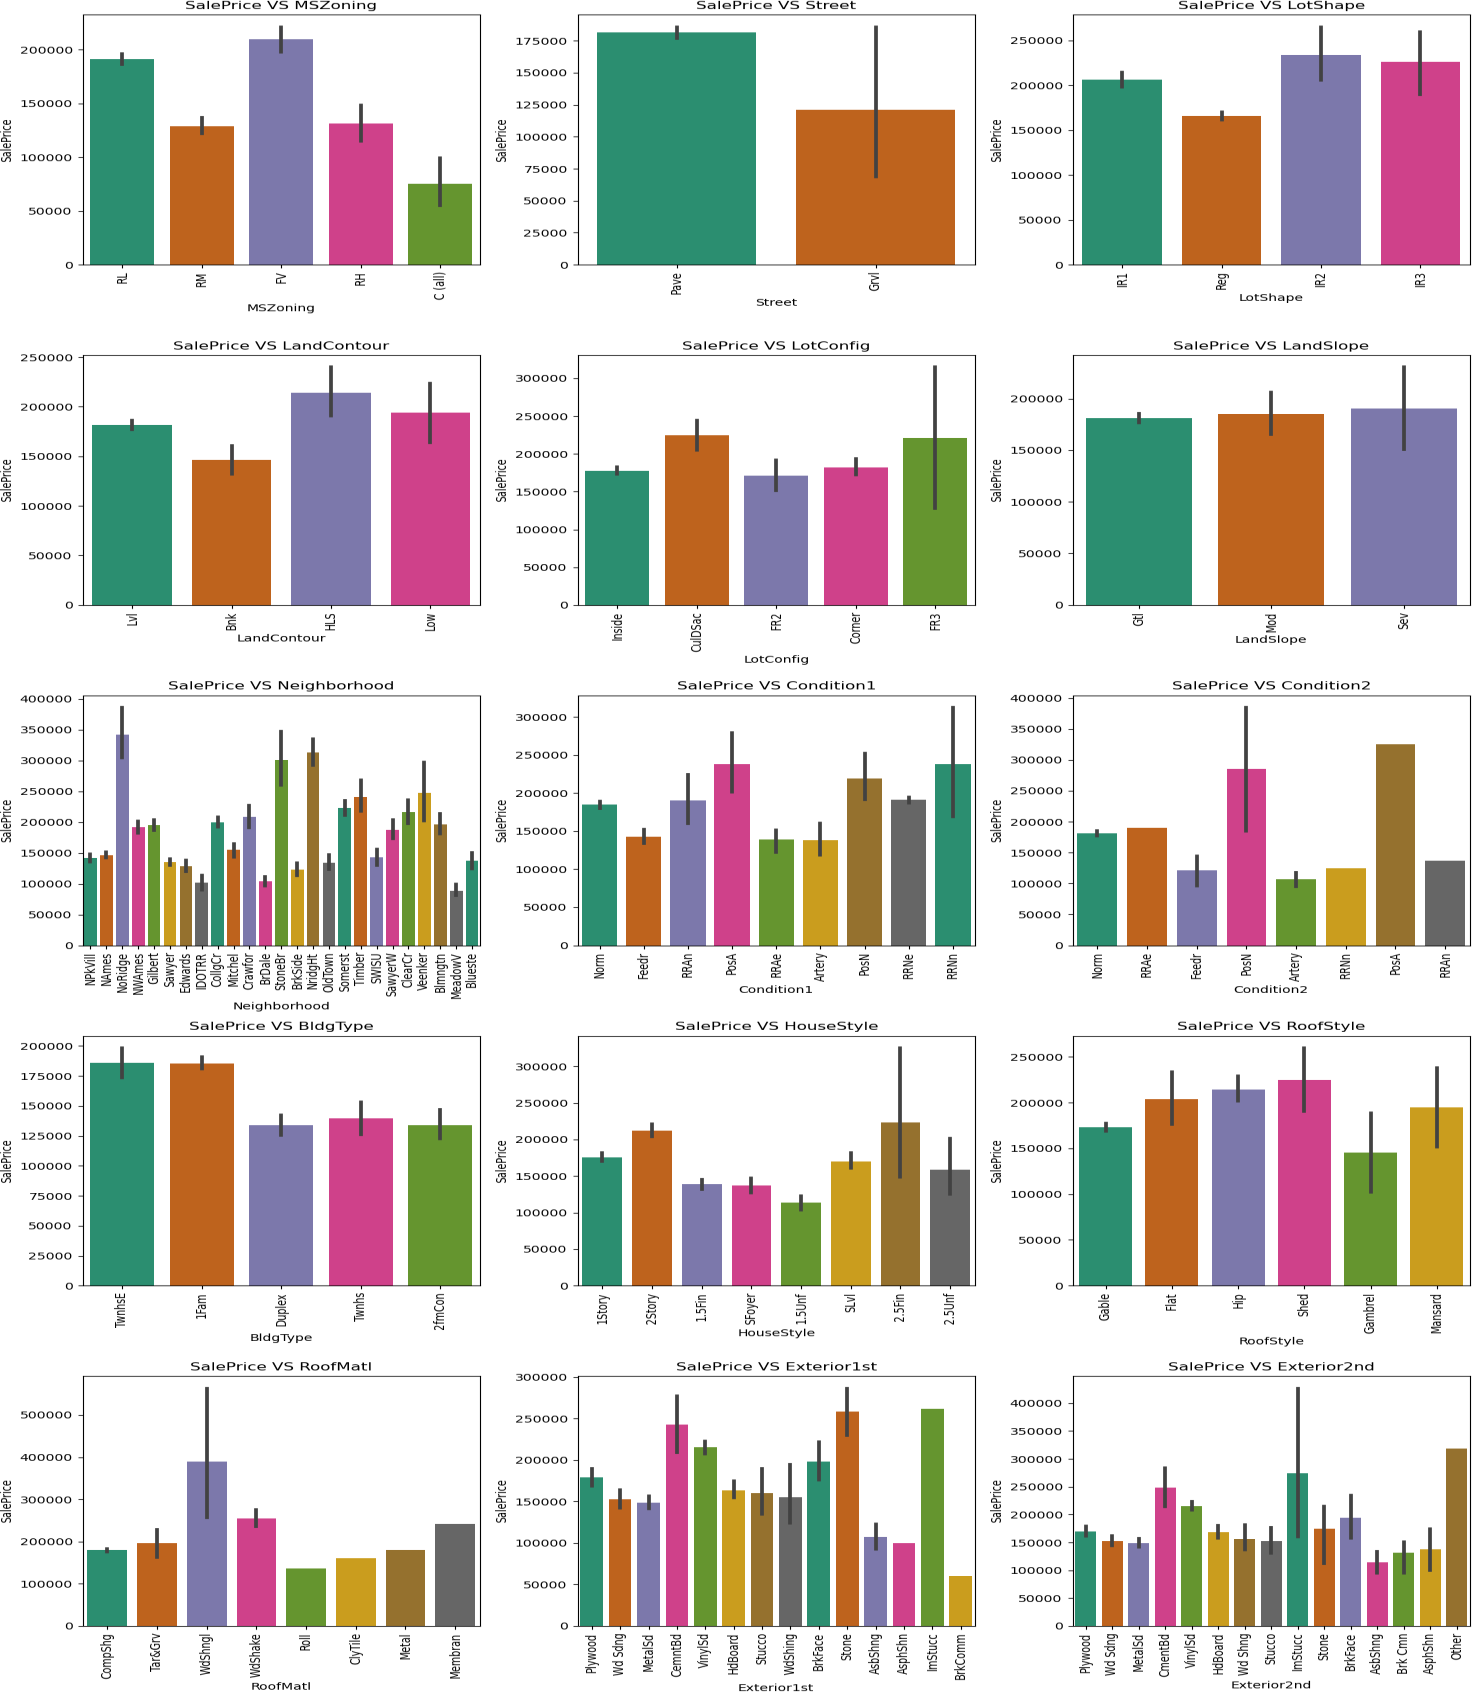 SalePrice VS MSZoning
SalePrice
200000
150000
100000
50000
0
RL
RM
FV
RH
C (all)
MSZoning
SalePrice VS Street
SalePrice
175000
150000
125000
100000
75000
50000
25000
0
Pave
Grvl
Street
SalePrice VS LotShape
SalePrice
250000
200000
150000
100000
50000
0
IR1
Reg
IR2
IR3
LotShape
SalePrice VS LandContour
SalePrice
250000
200000
150000
100000
50000
0
Lvl
Bnk
HLS
Low
LandContour
SalePrice VS LotConfig
SalePrice
300000
250000
200000
150000
100000
50000
0
Inside
CulDSac
FR2
Corner
FR3
LotConfig
SalePrice VS LandSlope
SalePrice
200000
150000
100000
50000
0
Gtl
Mod
Sev
LandSlope
SalePrice VS Neighborhood
SalePrice
400000
350000
300000
250000
200000
150000
100000
50000
0
NPkVill
NAmes
NoRidge
NWAmes
Gilbert
Sawyer
Edwards
IDOTRR
CollgCr
Mitchel
Crawfor
BrDale
StoneBr
BrkSide
NridgHt
OldTown
Somerst
Timber
SWISU
SawyerW
ClearCr
Veenker
Blmngtn
MeadowV
Blueste
Neighborhood
SalePrice VS Condition1
SalePrice
300000
250000
200000
150000
100000
50000
0
Norm
Feedr
RRAn
PosA
RRAe
Artery
PosN
RRNe
RRNn
Condition1
SalePrice VS Condition2
SalePrice
400000
350000
300000
250000
200000
150000
100000
50000
0
Norm
RRAe
Feedr
PosN
Artery
RRNn
PosA
RRAn
Condition2
SalePrice VS BldgType
SalePrice
200000
175000
150000
125000
100000
75000
50000
25000
0
TwnhsE
1Fam
Duplex
Twnhs
2fmCon
BldgType
SalePrice VS HouseStyle
SalePrice
300000
250000
200000
150000
100000
50000
0
1Story
2Story
1.5Fin
SFoyer
1.5Unf
SLvl
2.5Fin
2.5Unf
HouseStyle
SalePrice VS RoofStyle
SalePrice
250000
200000
150000
100000
50000
0
Gable
Flat
Hip
Shed
Gambrel
Mansard
RoofStyle
SalePrice VS RoofMatl
SalePrice
500000
400000
300000
200000
100000
0
CompShg
Tar&Grv
WdShngl
WdShake
Roll
ClyTile
Metal
Membran
RoofMatl
SalePrice VS Exterior1st
SalePrice
300000
250000
200000
150000
100000
50000
0
Plywood
Wd Sdng
MetalSd
CemntBd
VinylSd
HdBoard
Stucco
WdShing
BrkFace
Stone
AsbShng
AsphShn
ImStucc
BrkComm
Exterior1st
SalePrice VS Exterior2nd
SalePrice
400000
350000
300000
250000
200000
150000
100000
50000
0
Plywood
Wd Sdng
MetalSd
CmentBd
VinylSd
HdBoard
Wd Shng
Stucco
ImStucc
Stone
BrkFace
AsbShng
Brk Cmn
AsphShn
Other
Exterior2nd